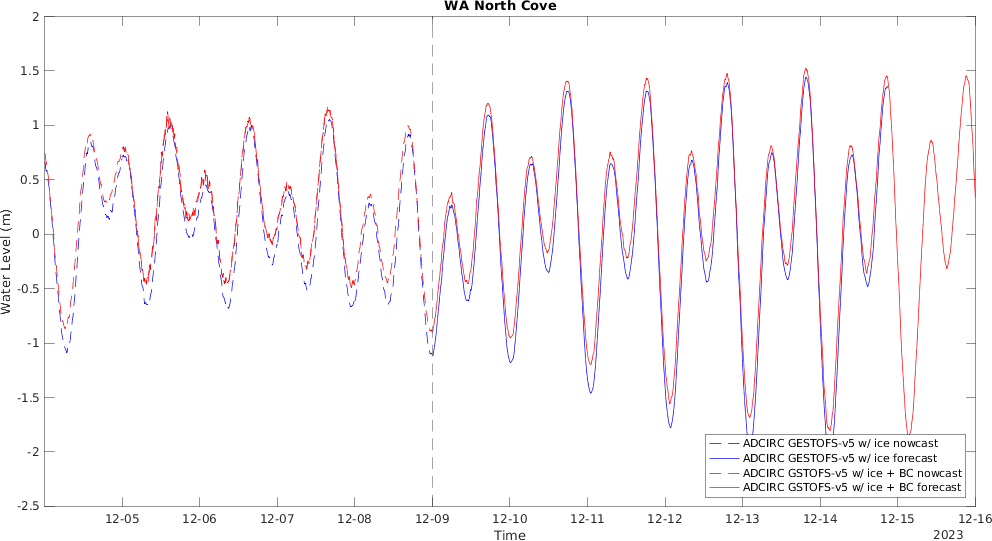 WA North Cove
2
1.5
1
0.5
0
-0.5
-1
-1.5
-2
-2.5
Water Level (m)
12-05 12-06 12-07 12-08 12-09 12-10 12-11 12-12 12-13 12-14 12-15 12-16
Time
2023
ADCIRC GESTOFS-v5 w/ ice nowcast
ADCIRC GESTOFS-v5 w/ ice forecast
ADCIRC GSTOFS-v5 w/ ice + BC nowcast
ADCIRC GSTOFS-v5 w/ ice + BC forecast